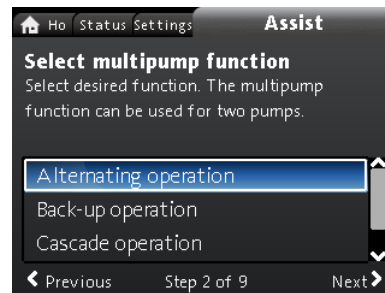 Ho Status Settings Assist
Select multipump function
Select desired function. The multipump
function can be used for two pumps.
Alternating operation
Back-up operation
Cascade operation
Previous Step 2 of 9 Next